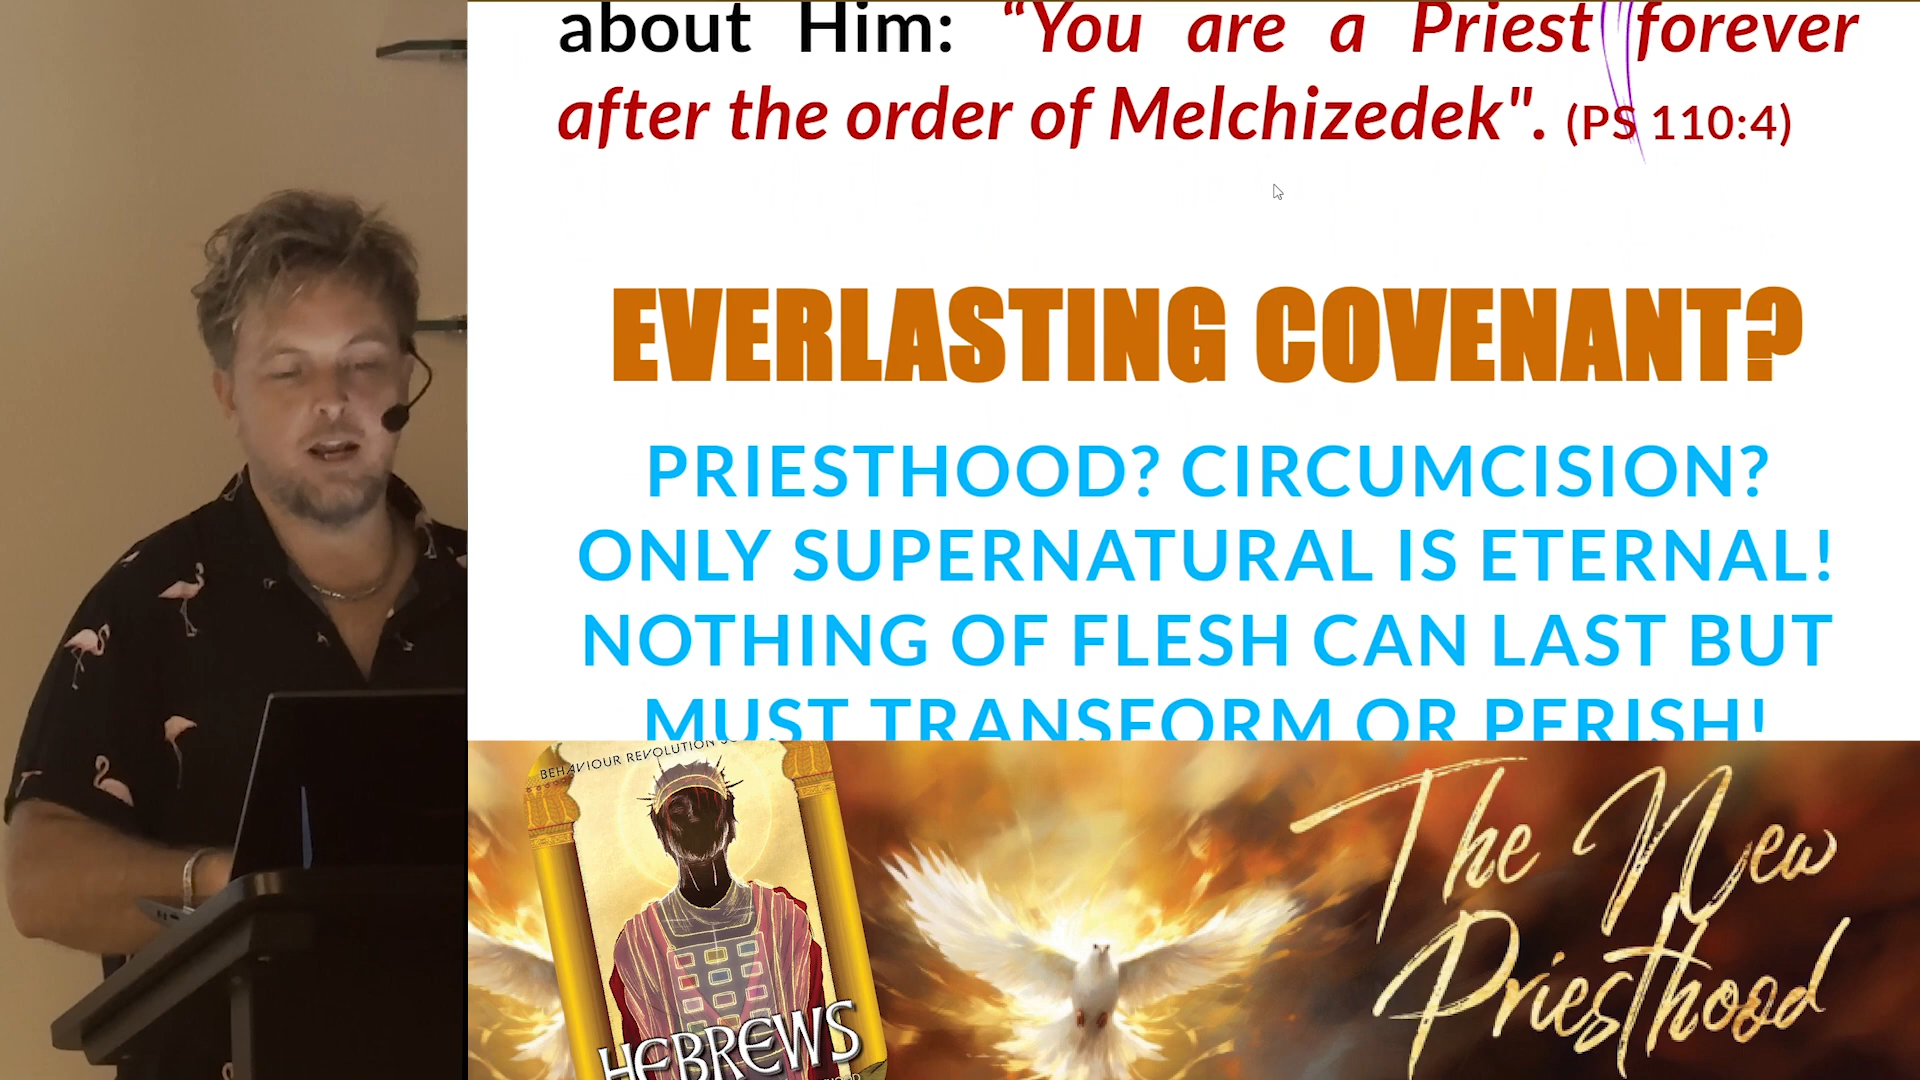 about Him: “You are a Priest forever
after the order of Melchizedek". (PS 110:4)
EVERLASTING COVENANT?
PRIESTHOOD? CIRCUMCISION?
ONLY SUPERNATURAL IS ETERNAL!
NOTHING OF FLESH CAN LAST BUT
MUST TRANSFORM OR PERISH!
BEHAVIOUR REVOLUTION
HEBREWS
The New
Priesthood